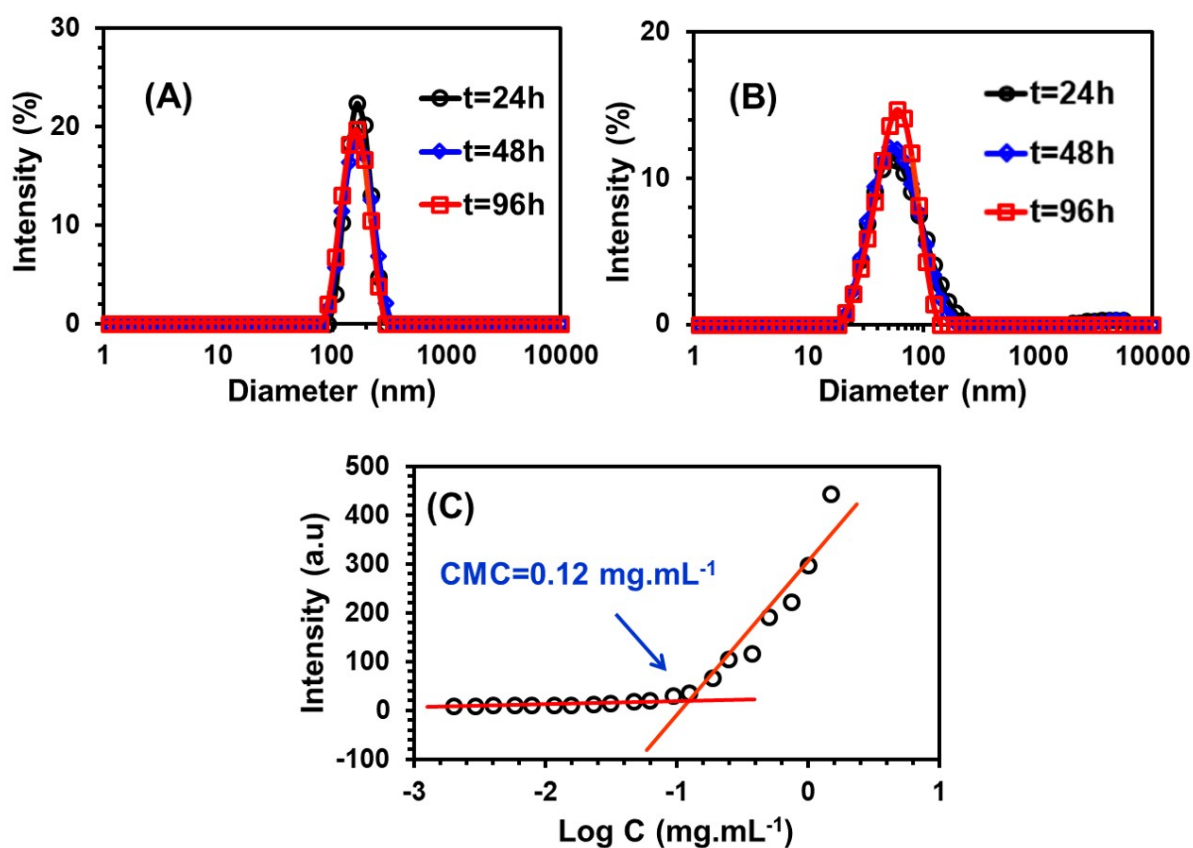 30
20
10
0
Intensity (%)
(A)
t=24h
t=48h
t=96h
1
10
100
1000
10000
Diameter (nm)
20
10
0
Intensity (%)
(B)
t=24h
t=48h
t=96h
1
10
100
1000
10000
Diameter (nm)
500
400
300
200
100
0
-100
Intensity (a.u)
(C)
CMC=0.12 mg.mL⁻¹
-3
-2
-1
0
1
Log C (mg.mL⁻¹)